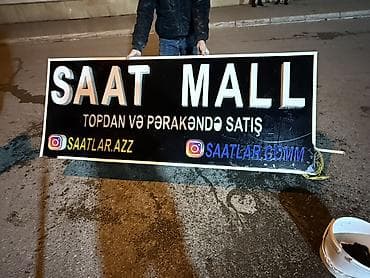 SAAT MALL
TOPDAN VƏ PƏRAKƏNDƏ SATIŞ
SAATLAR.AZZ SAATLAR.COMM